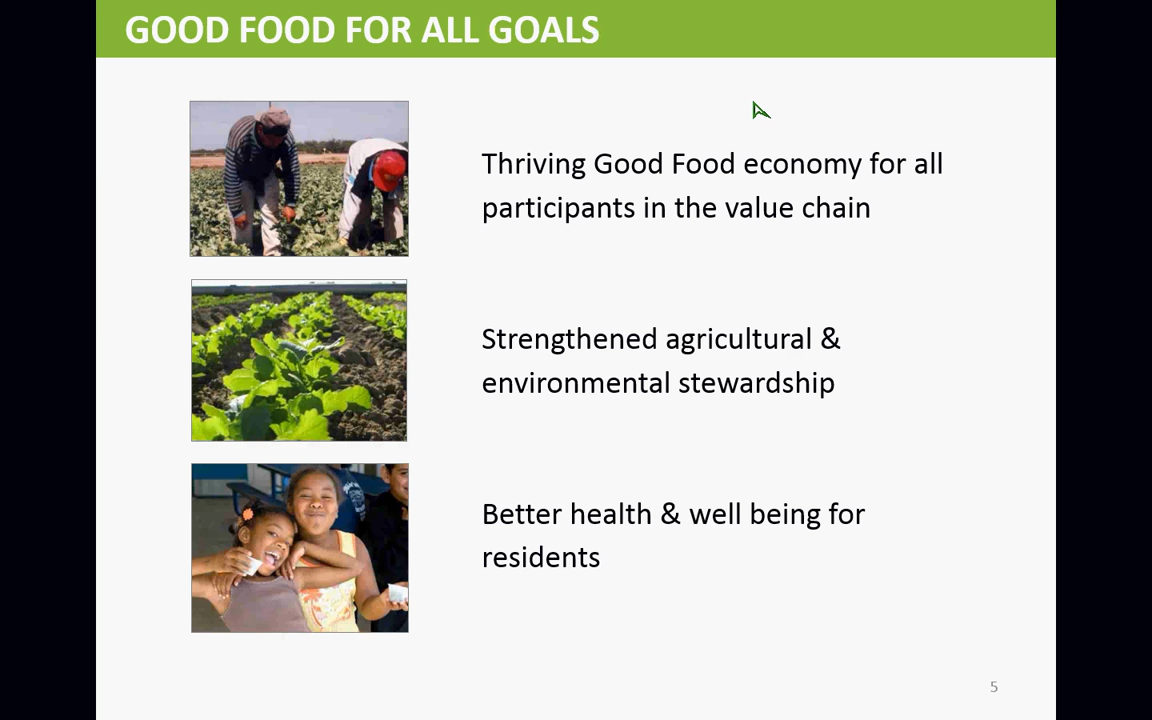 GOOD FOOD FOR ALL GOALS
Thriving Good Food economy for all
participants in the value chain
Strengthened agricultural &
environmental stewardship
Better health & well being for
residents
5